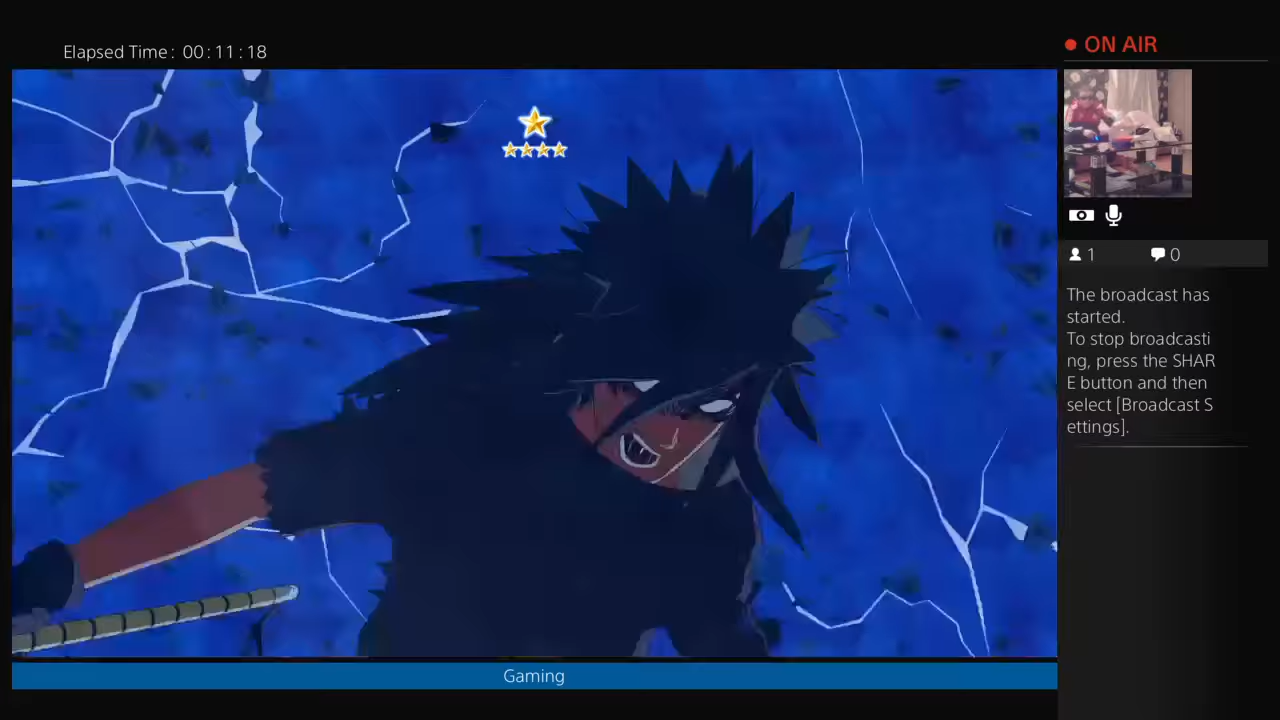 Elapsed Time: 00:11:18
ON AIR
1
0
The broadcast has
started.
To stop broadcasti
ng, press the SHAR
E button and then
select [Broadcast S
ettings].
Gaming